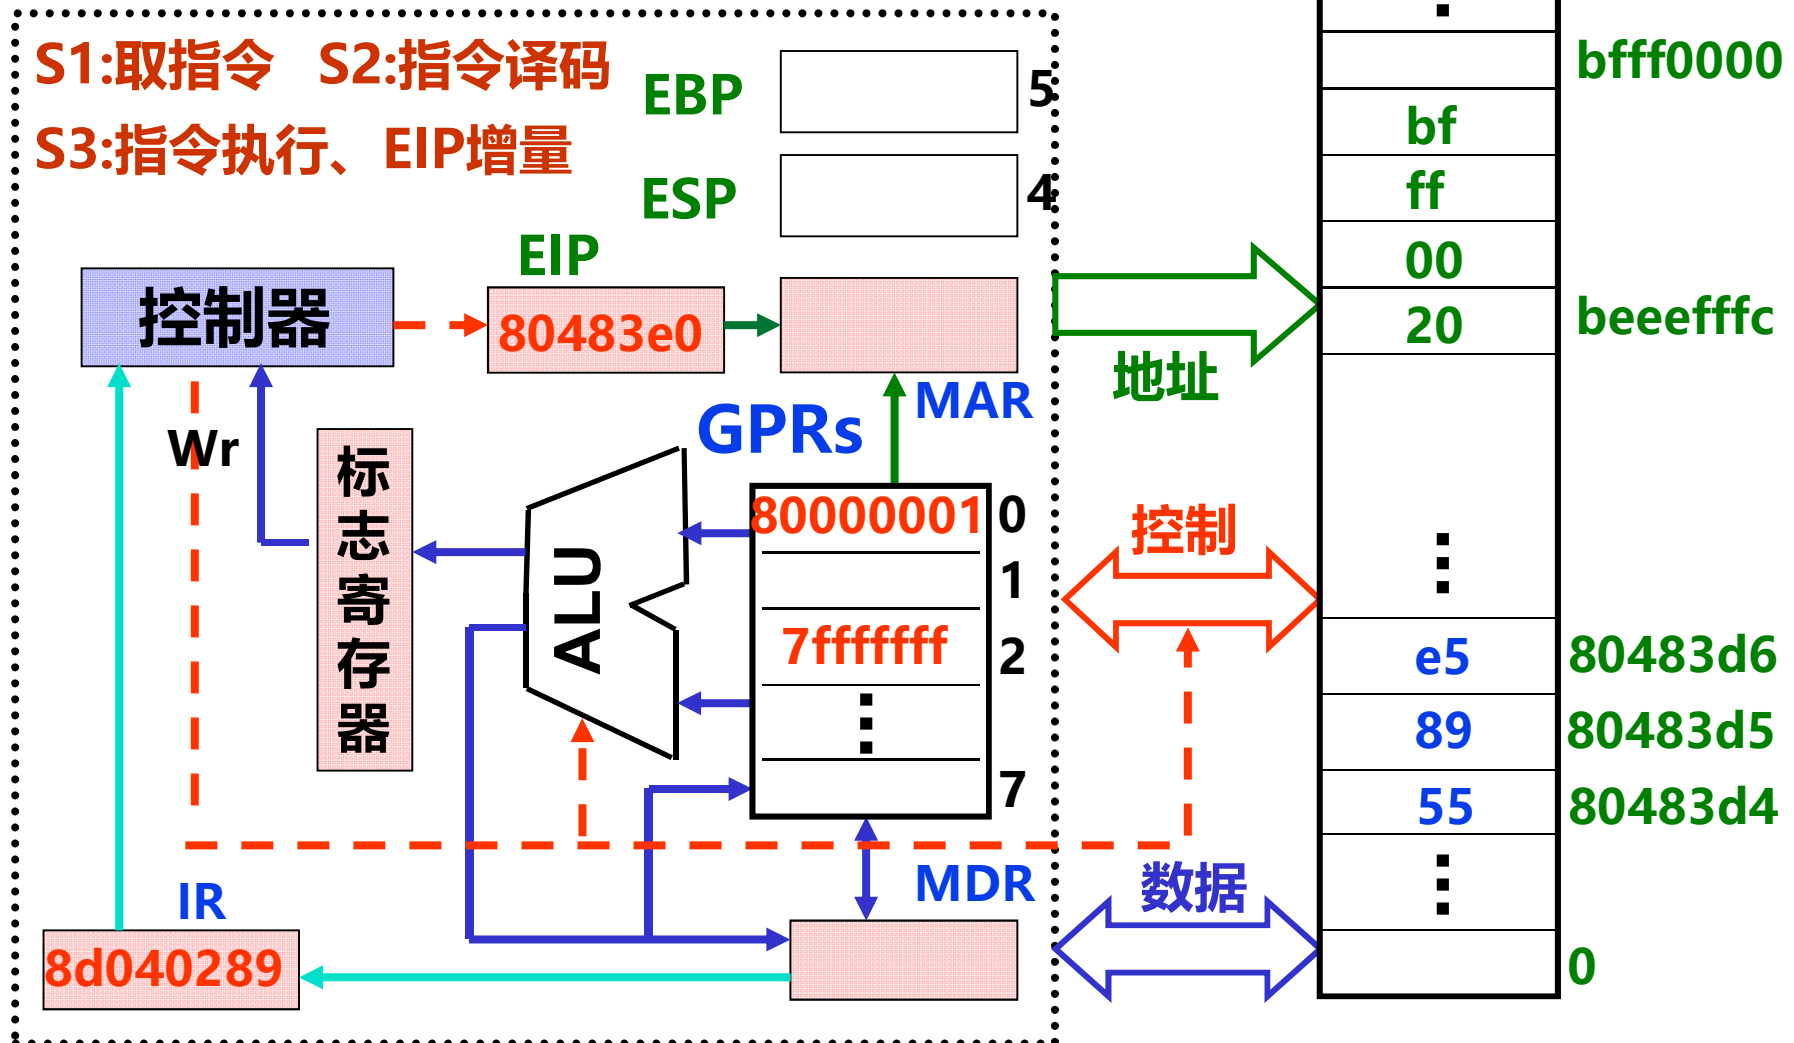 S1:取指令 S2:指令译码
S3:指令执行、EIP增量
EBP
5
ESP
4
EIP
控制器
80483e0
MAR
地址
Wr
标志寄存器
ALU
GPRs
80000001
0
1
7fffffff
2
7
控制
MDR
数据
IR
8d040289
bfff0000
bf
ff
00
20
beeefffc
e5
80483d6
89
80483d5
55
80483d4
0